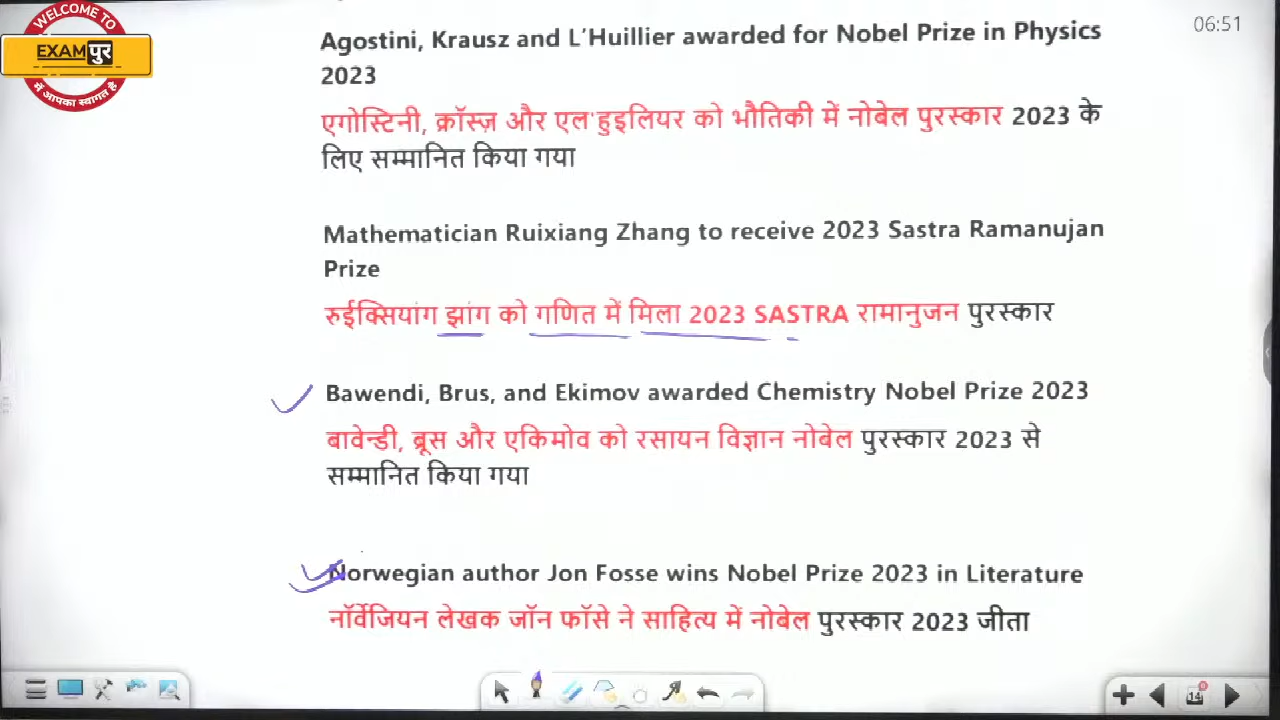 WELCOME TO
EXAMपुर
में आपका स्वागत है
06:51
Agostini, Krausz and L'Huillier awarded for Nobel Prize in Physics
2023
एगोस्टिनी, क्रॉस्ज़ और एल'हुइलियर को भौतिकी में नोबेल पुरस्कार 2023 के
लिए सम्मानित किया गया
Mathematician Ruixiang Zhang to receive 2023 Sastra Ramanujan
Prize
रुईक्सियांग झांग को गणित में मिला 2023 SASTRA रामानुजन पुरस्कार
Bawendi, Brus, and Ekimov awarded Chemistry Nobel Prize 2023
बावेन्डी, ब्रूस और एकिमोव को रसायन विज्ञान नोबेल पुरस्कार 2023 से
सम्मानित किया गया
Norwegian author Jon Fosse wins Nobel Prize 2023 in Literature
नॉर्वेजियन लेखक जॉन फॉसे ने साहित्य में नोबेल पुरस्कार 2023 जीता
14